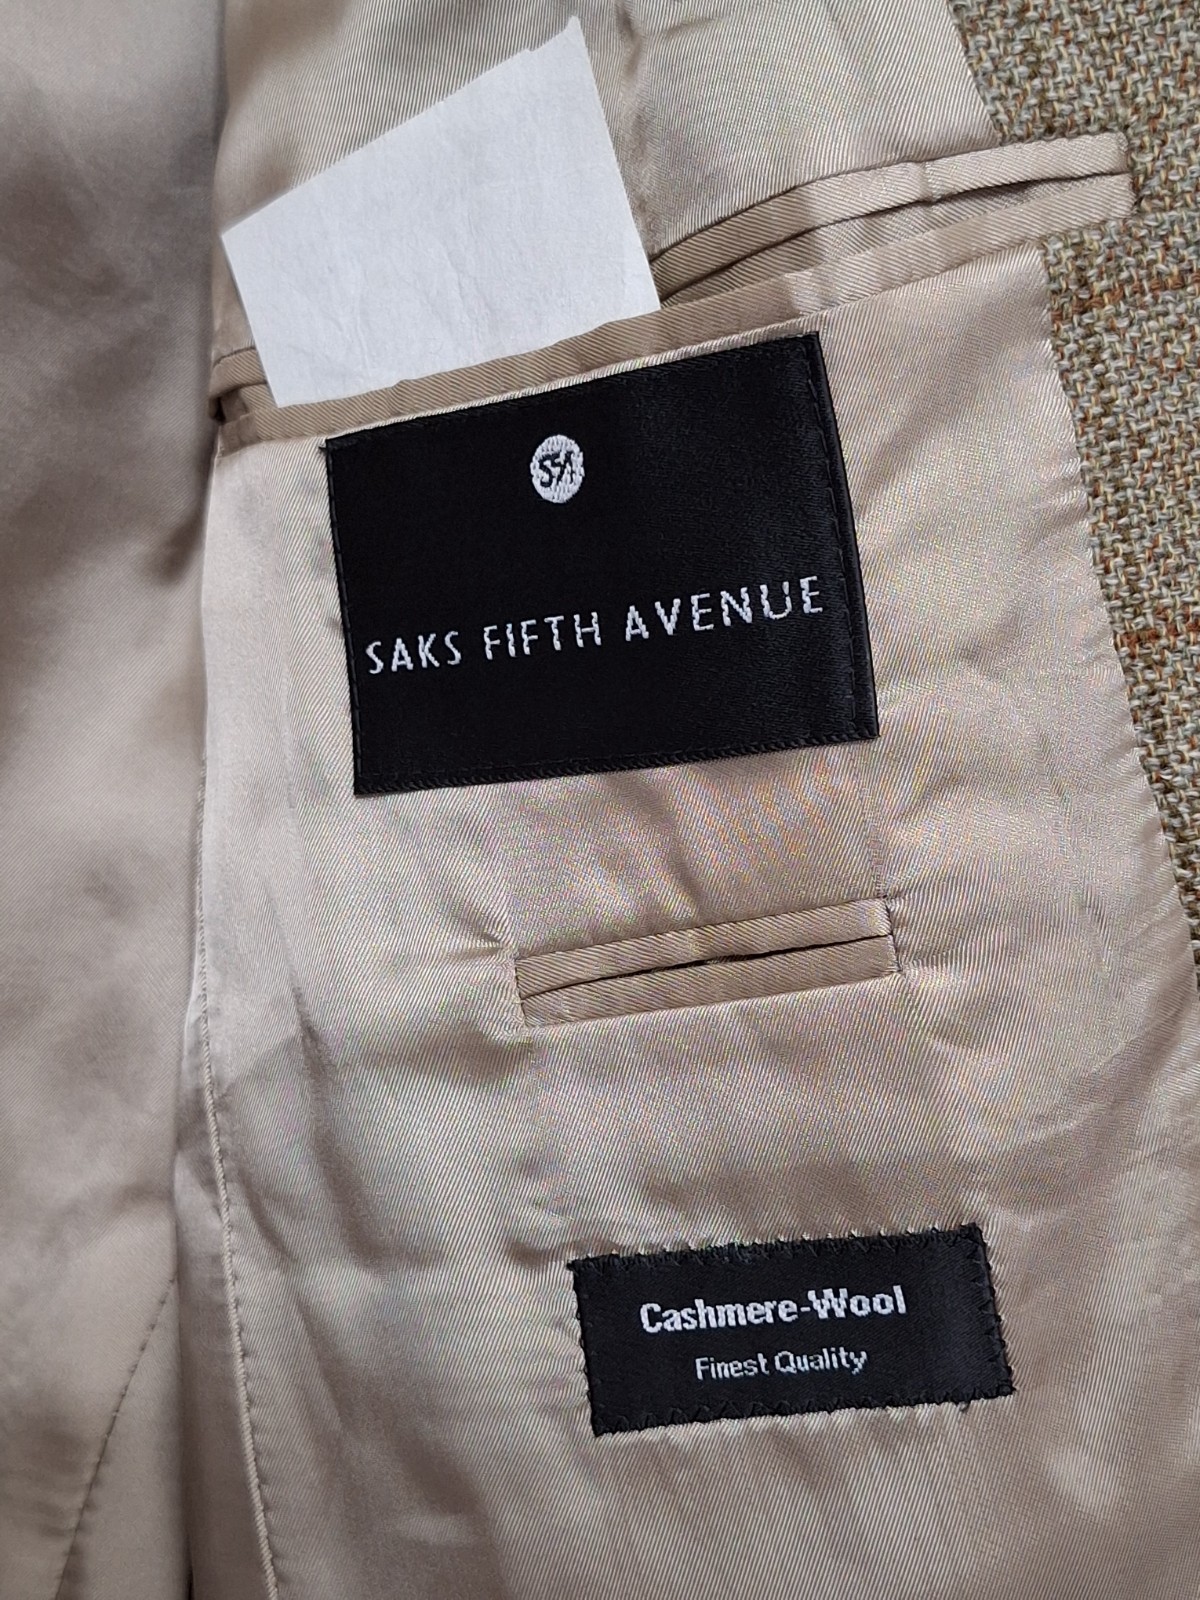 SFA
SAKS FIFTH AVENUE
Cashmere-Wool
Finest Quality